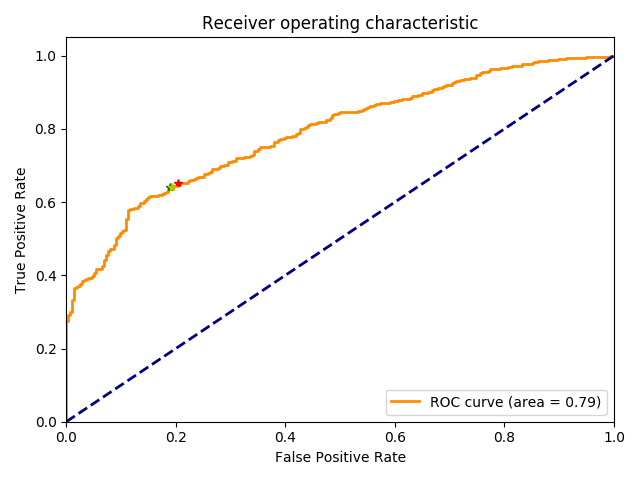 Receiver operating characteristic
True Positive Rate
1.0
0.8
0.6
0.4
0.2
0.0
ROC curve (area = 0.79)
0.0 0.2 0.4 0.6 0.8 1.0
False Positive Rate